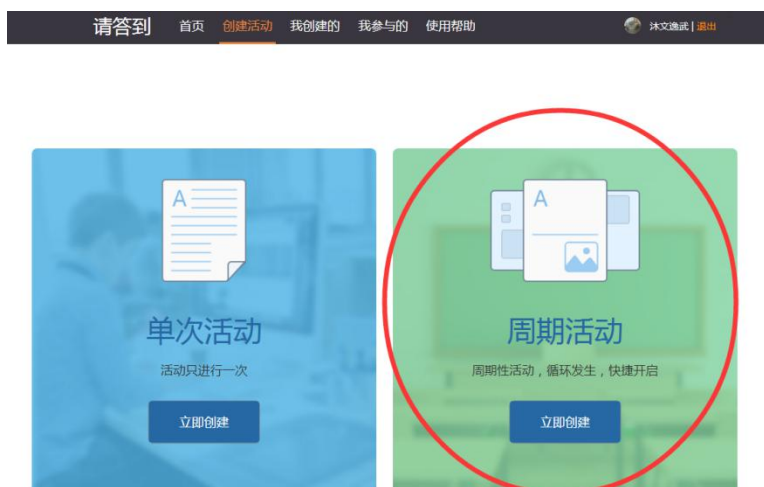 请答到 首页 创建活动 我创建的 我参与的 使用帮助 沐文逸武 | 退出
A
A
单次活动
周期活动
活动只进行一次
周期性活动，循环发生，快捷开启
立即创建
立即创建